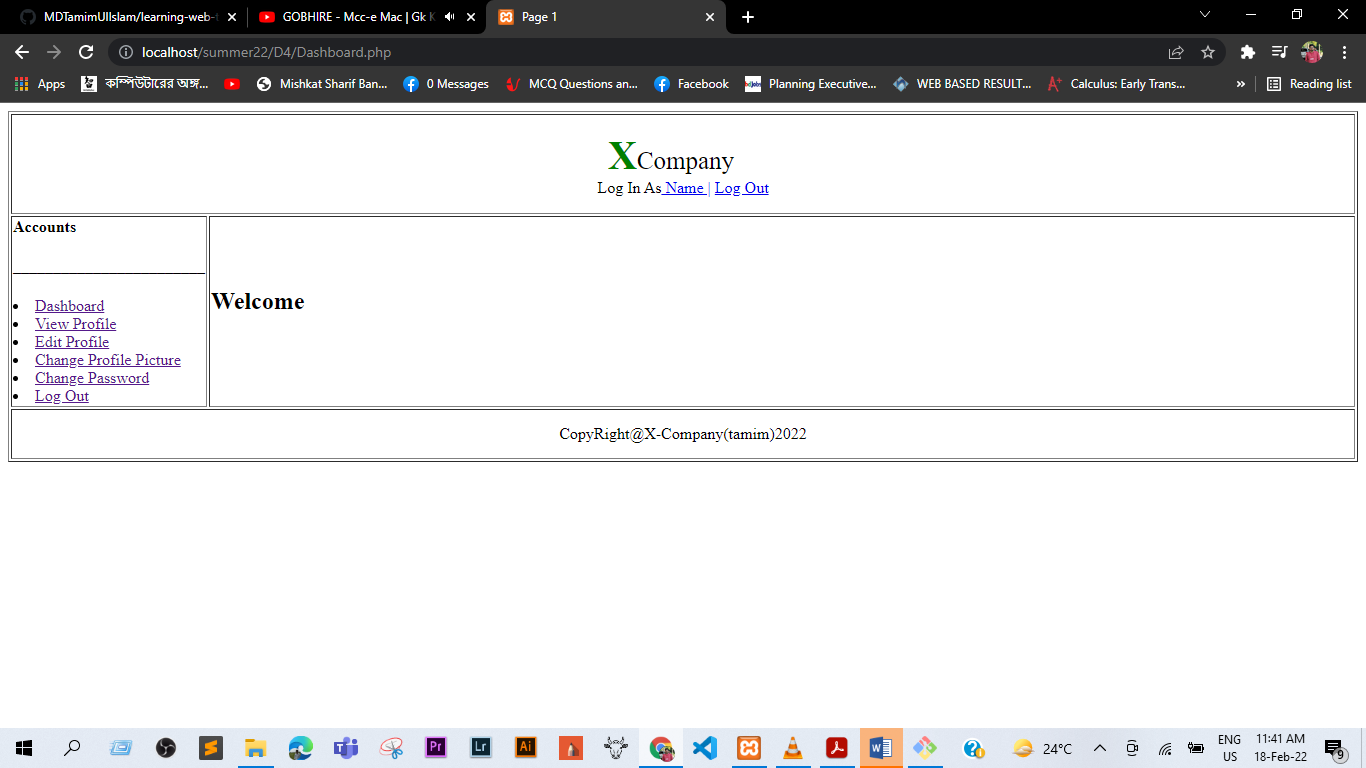 MDTamimUlIslam/learning-web-t
GOBHIRE - Mcc-e Mac | Gk K
Page 1
localhost/summer22/D4/Dashboard.php
Apps
কম্পিউটারের অঙ্গ...
Mishkat Sharif Ban...
0 Messages
MCQ Questions an...
Facebook
Planning Executive...
WEB BASED RESULT...
Calculus: Early Trans...
»
Reading list
XCompany
Log In As Name | Log Out
Accounts
Dashboard
View Profile
Edit Profile
Change Profile Picture
Change Password
Log Out
Welcome
CopyRight@X-Company(tamim)2022
Pr
Lr
Ai
24°C
ENG
US
11:41 AM
18-Feb-22
9